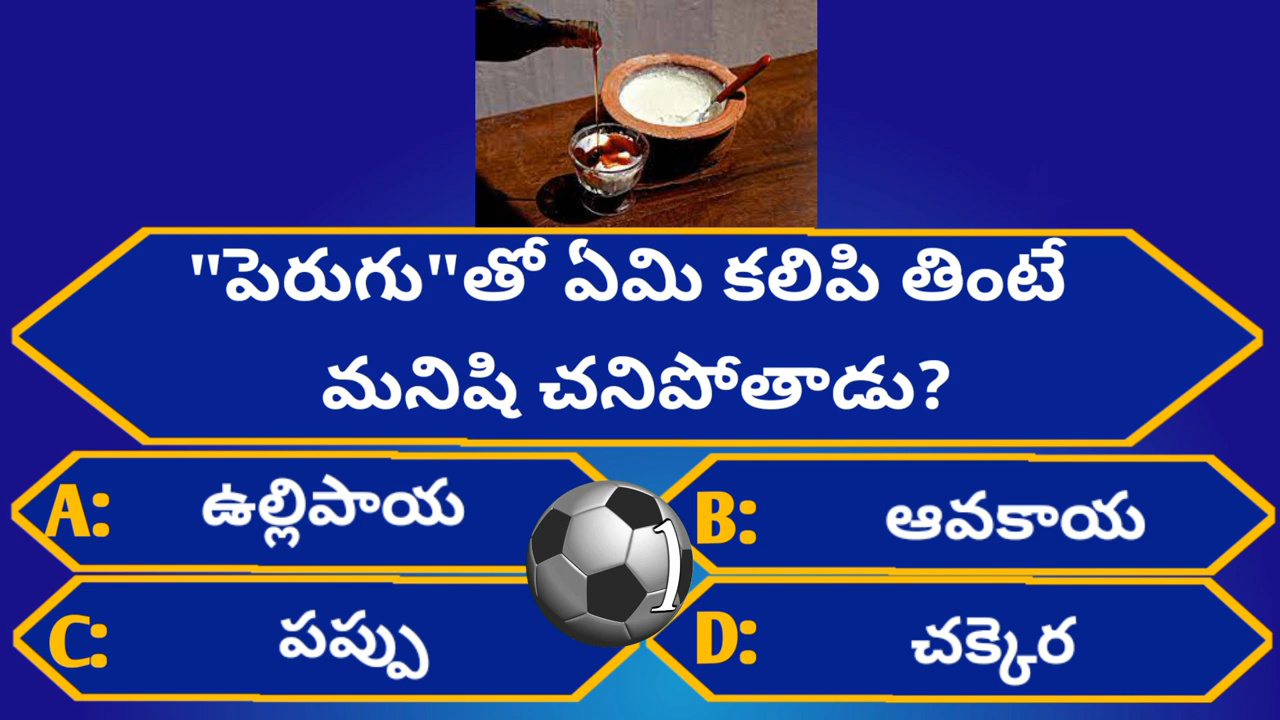 "పెరుగు"తో ఏమి కలిపి తింటే
మనిషి చనిపోతాడు?
A: ఉల్లిపాయ
B: ఆవకాయ
1
C: పప్పు
D: చక్కెర